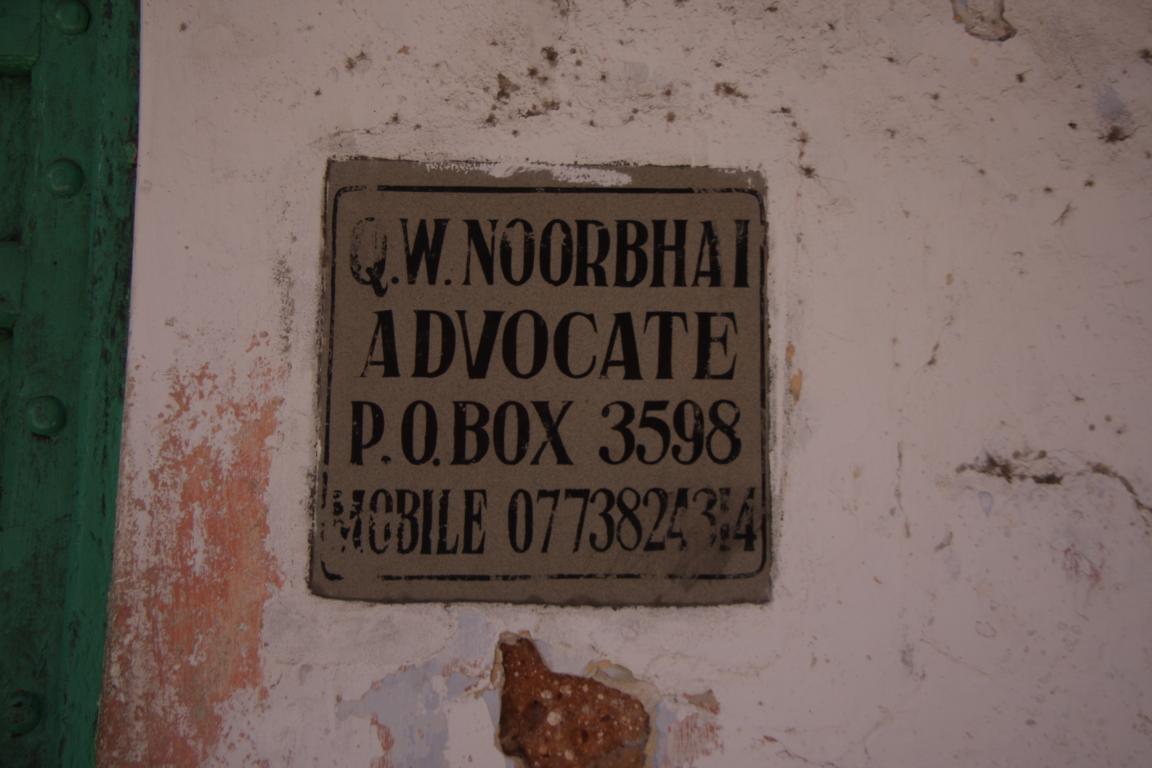 Q.W. NOORBHAI
ADVOCATE
P.O. BOX 3598
MOBILE 0773824314